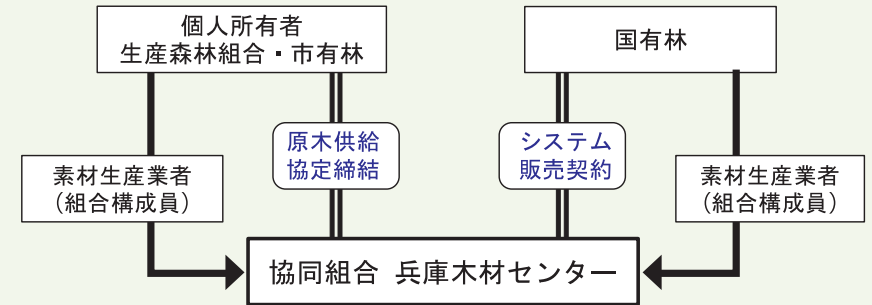 個人所有者
生産森林組合・市有林
国有林
原木供給
協定締結
システム
販売契約
素材生産業者
(組合構成員)
素材生産業者
(組合構成員)
協同組合 兵庫木材センター